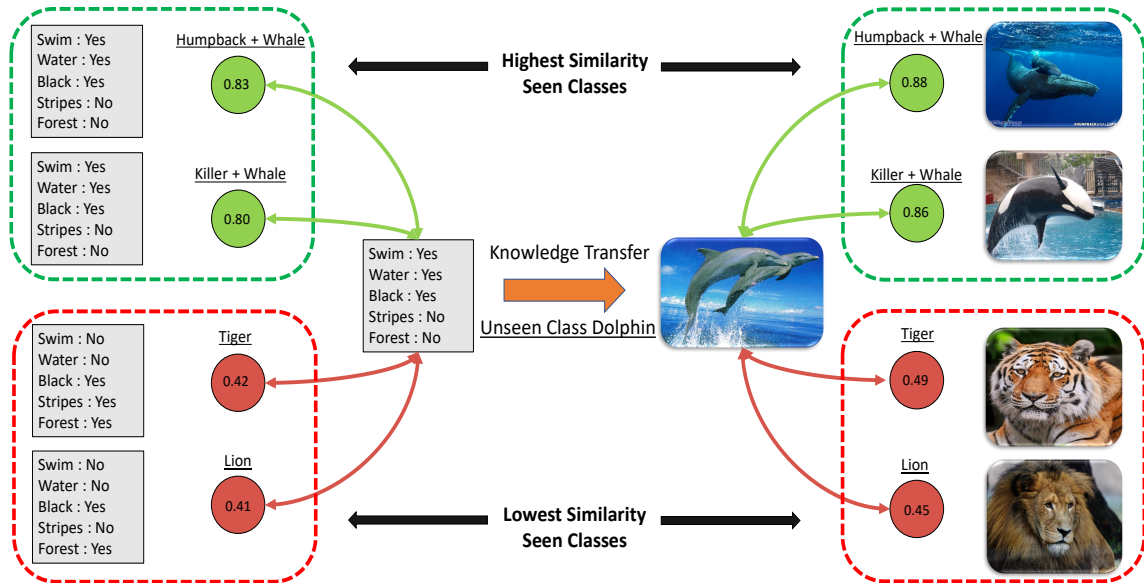 Swim : Yes
Water : Yes
Black : Yes
Stripes : No
Forest : No
Humpback + Whale
0.83
Swim : Yes
Water : Yes
Black : Yes
Stripes : No
Forest : No
Killer + Whale
0.80
Highest Similarity
Seen Classes
Humpback + Whale
0.88
Killer + Whale
0.86
Swim : Yes
Water : Yes
Black : Yes
Stripes : No
Forest : No
Knowledge Transfer
Unseen Class Dolphin
Swim : No
Water : No
Black : Yes
Stripes : Yes
Forest : Yes
Tiger
0.42
Swim : No
Water : No
Black : Yes
Stripes : No
Forest : Yes
Lion
0.41
Lowest Similarity
Seen Classes
Tiger
0.49
Lion
0.45